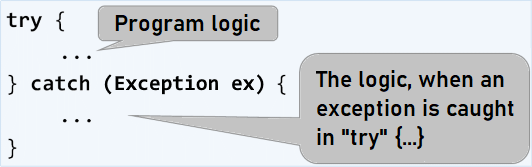 try {
Program logic
...
} catch (Exception ex) {
...
The logic, when an
exception is caught
in "try" {...}
}